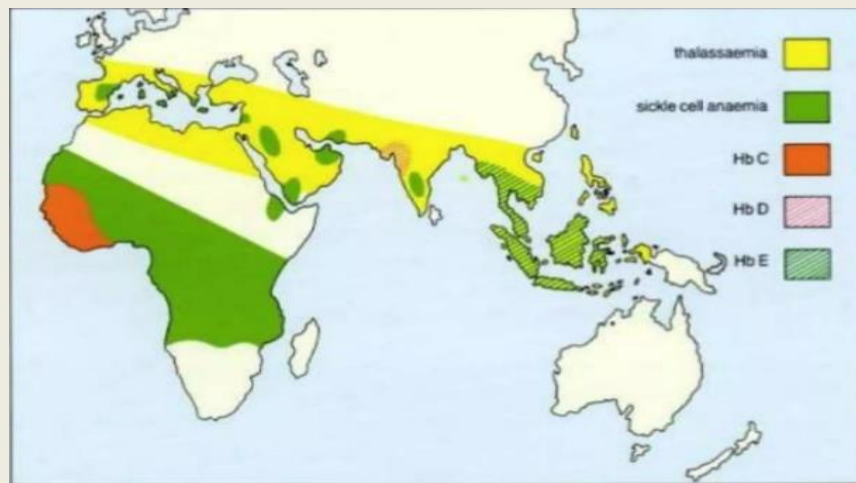 thalassaemia
sickle cell anaemia
Hb C
Hb D
Hb E